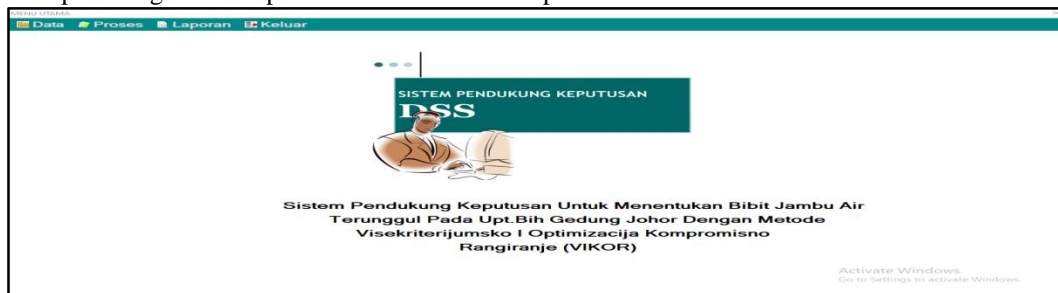 MENU UTAMA
Data Proses Laporan Keluar
SISTEM PENDUKUNG KEPUTUSAN
DSS
Sistem Pendukung Keputusan Untuk Menentukan Bibit Jambu Air
Terunggul Pada Upt.Bih Gedung Johor Dengan Metode
Visekriterijumsko I Optimizacija Kompromisno
Rangiranje (VIKOR)
Activate Windows
Go to Settings to activate Windows.